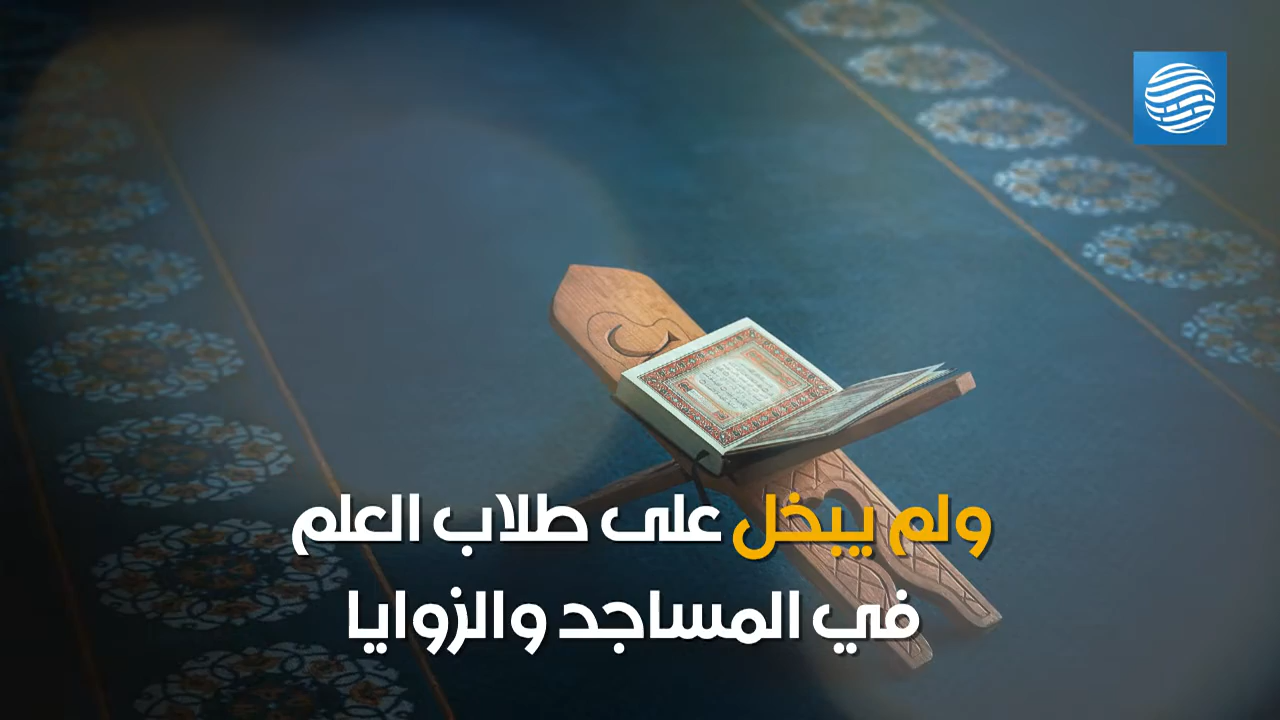 ولم يبخل على طلاب العلم
في المساجد والزوايا